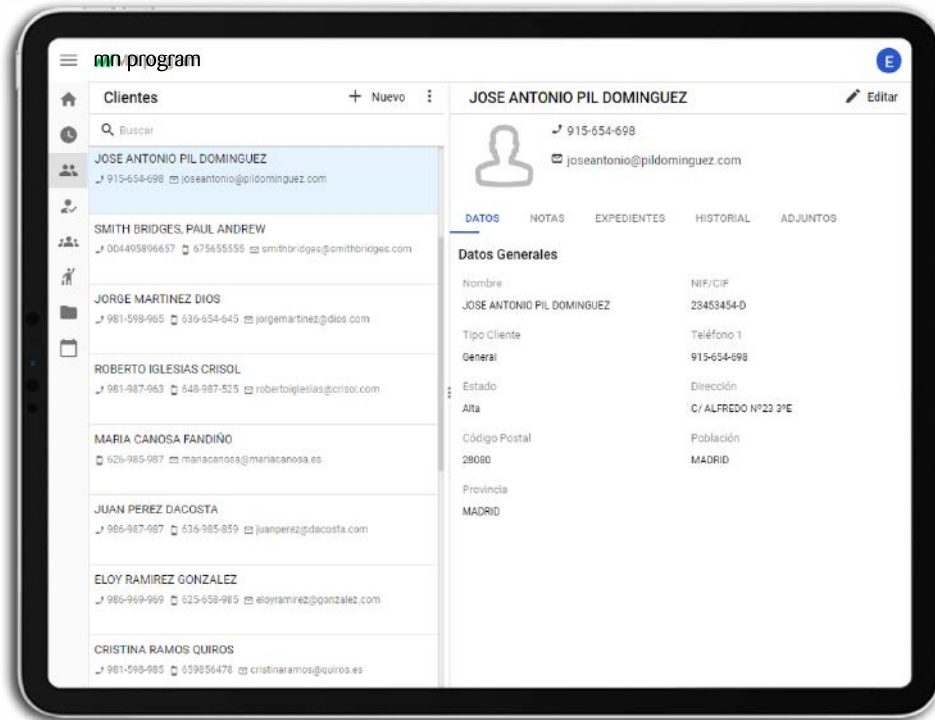 mn program
E
Clientes
+ Nuevo
Buscar
JOSE ANTONIO PIL DOMINGUEZ
915-654-698 joseantonio@pildominguez.com
SMITH BRIDGES, PAUL ANDREW
004495896657 675655555 smithbridges@smithbridges.com
JORGE MARTINEZ DIOS
981-598-965 636-654-645 jorgemartinez@dios.com
ROBERTO IGLESIAS CRISOL
981-987-963 648-987-525 robertoiglesias@crisol.com
MARIA CANOSA FANDIÑO
626-985-987 mariacanosa@mariacanosa.es
JUAN PEREZ DACOSTA
986-987-987 636-985-859 juanperez@dacosta.com
ELOY RAMIREZ GONZALEZ
986-969-969 625-658-985 eloyramirez@gonzalez.com
CRISTINA RAMOS QUIROS
981-598-985 659856478 cristinaramos@quiros.es
JOSE ANTONIO PIL DOMINGUEZ
Editar
915-654-698
joseantonio@pildominguez.com
DATOS NOTAS EXPEDIENTES HISTORIAL ADJUNTOS
Datos Generales
Nombre NIF/CIF
JOSE ANTONIO PIL DOMINGUEZ 23453454-D
Tipo Cliente Teléfono 1
General 915-654-698
Estado Dirección
Alta C/ ALFREDO Nº23 3ºE
Código Postal Población
28080 MADRID
Provincia
MADRID